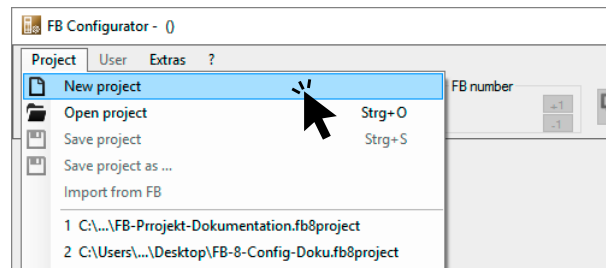 FB Configurator - ()
Project User Extras ?
New project
FB number
Open project Strg+O
+1
Save project Strg+S
-1
Save project as ...
Import from FB
1 C:\...\FB-Prrojekt-Dokumentation.fb8project
2 C:\Users\...\Desktop\FB-8-Config-Doku.fb8project